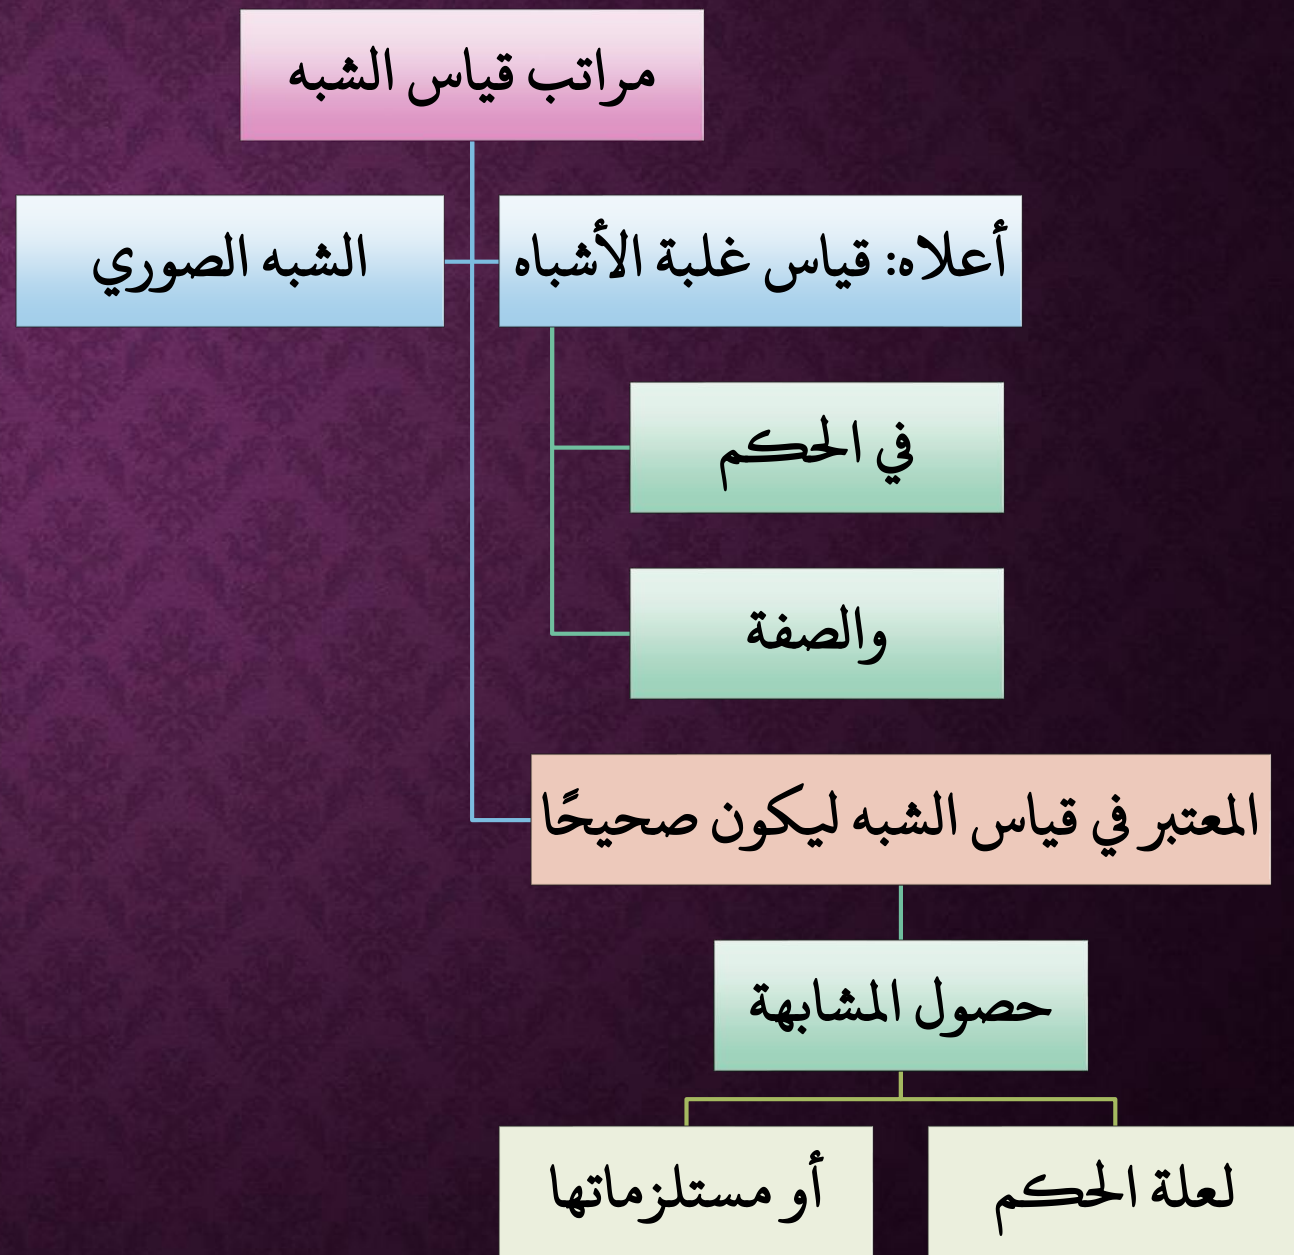 مراتب قياس الشبه
أعلاه: قياس غلبة الأشباه
الشبه الصوري
في الحكم
والصفة
المعتبر في قياس الشبه ليكون صحيحًا
حصول المشابهة
لعلة الحكم
أو مستلزماتها